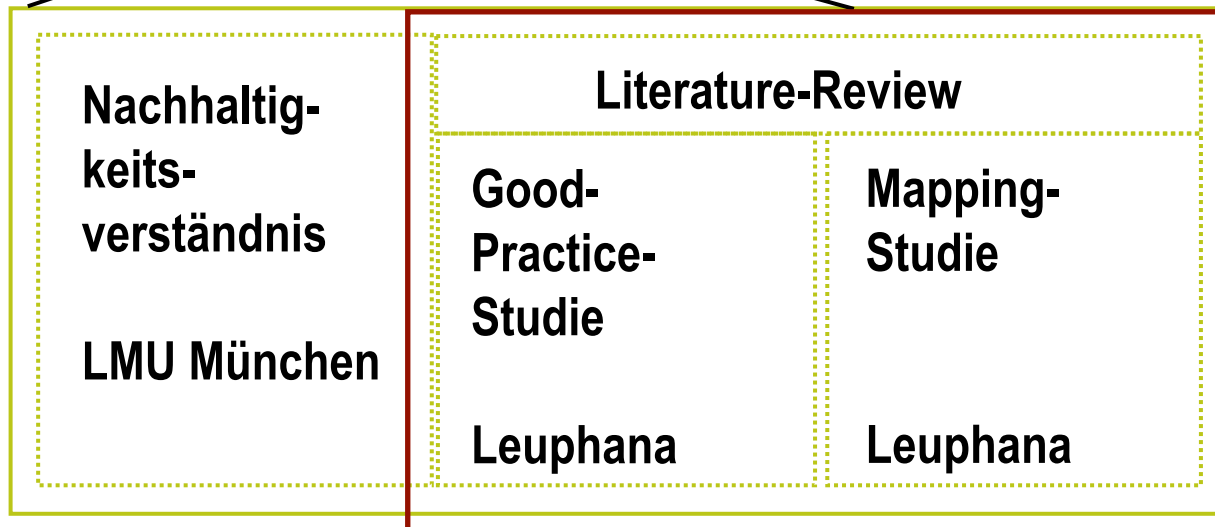 Nachhaltig-
keits-
verständnis
LMU München
Literature-Review
Good-
Practice-
Studie
Leuphana
Mapping-
Studie
Leuphana